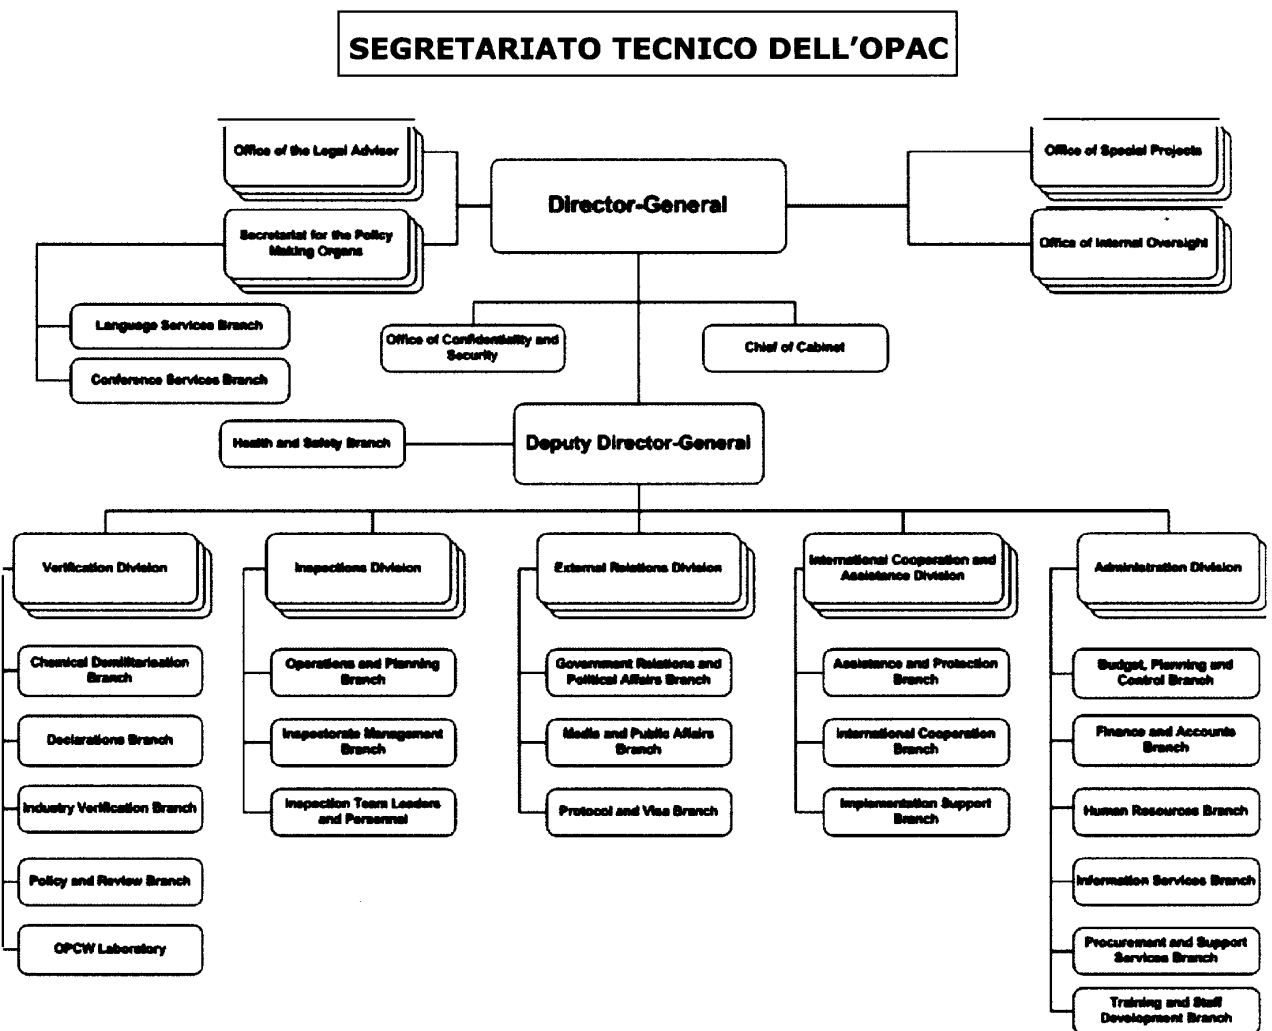 SEGRETARIATO TECNICO DELL'OPAC
Office of the Legal Adviser
Office of Special Projects
Director-General
Secretariat for the Policy
Making Organs
Office of Internal Oversight
Language Services Branch
Conference Services Branch
Office of Confidentiality and
Security
Chief of Cabinet
Health and Safety Branch
Deputy Director-General
Verification Division
Inspections Division
External Relations Division
International Cooperation and
Assistance Division
Administration Division
Chemical Demilitarisation
Branch
Declarations Branch
Industry Verification Branch
Policy and Review Branch
OPCW Laboratory
Operations and Planning
Branch
Inspectorate Management
Branch
Inspection Team Leaders
and Personnel
Government Relations and
Political Affairs Branch
Media and Public Affairs
Branch
Protocol and Visa Branch
Assistance and Protection
Branch
International Cooperation
Branch
Implementation Support
Branch
Budget, Planning and
Control Branch
Finance and Accounts
Branch
Human Resources Branch
Information Services Branch
Procurement and Support
Services Branch
Training and Staff
Development Branch